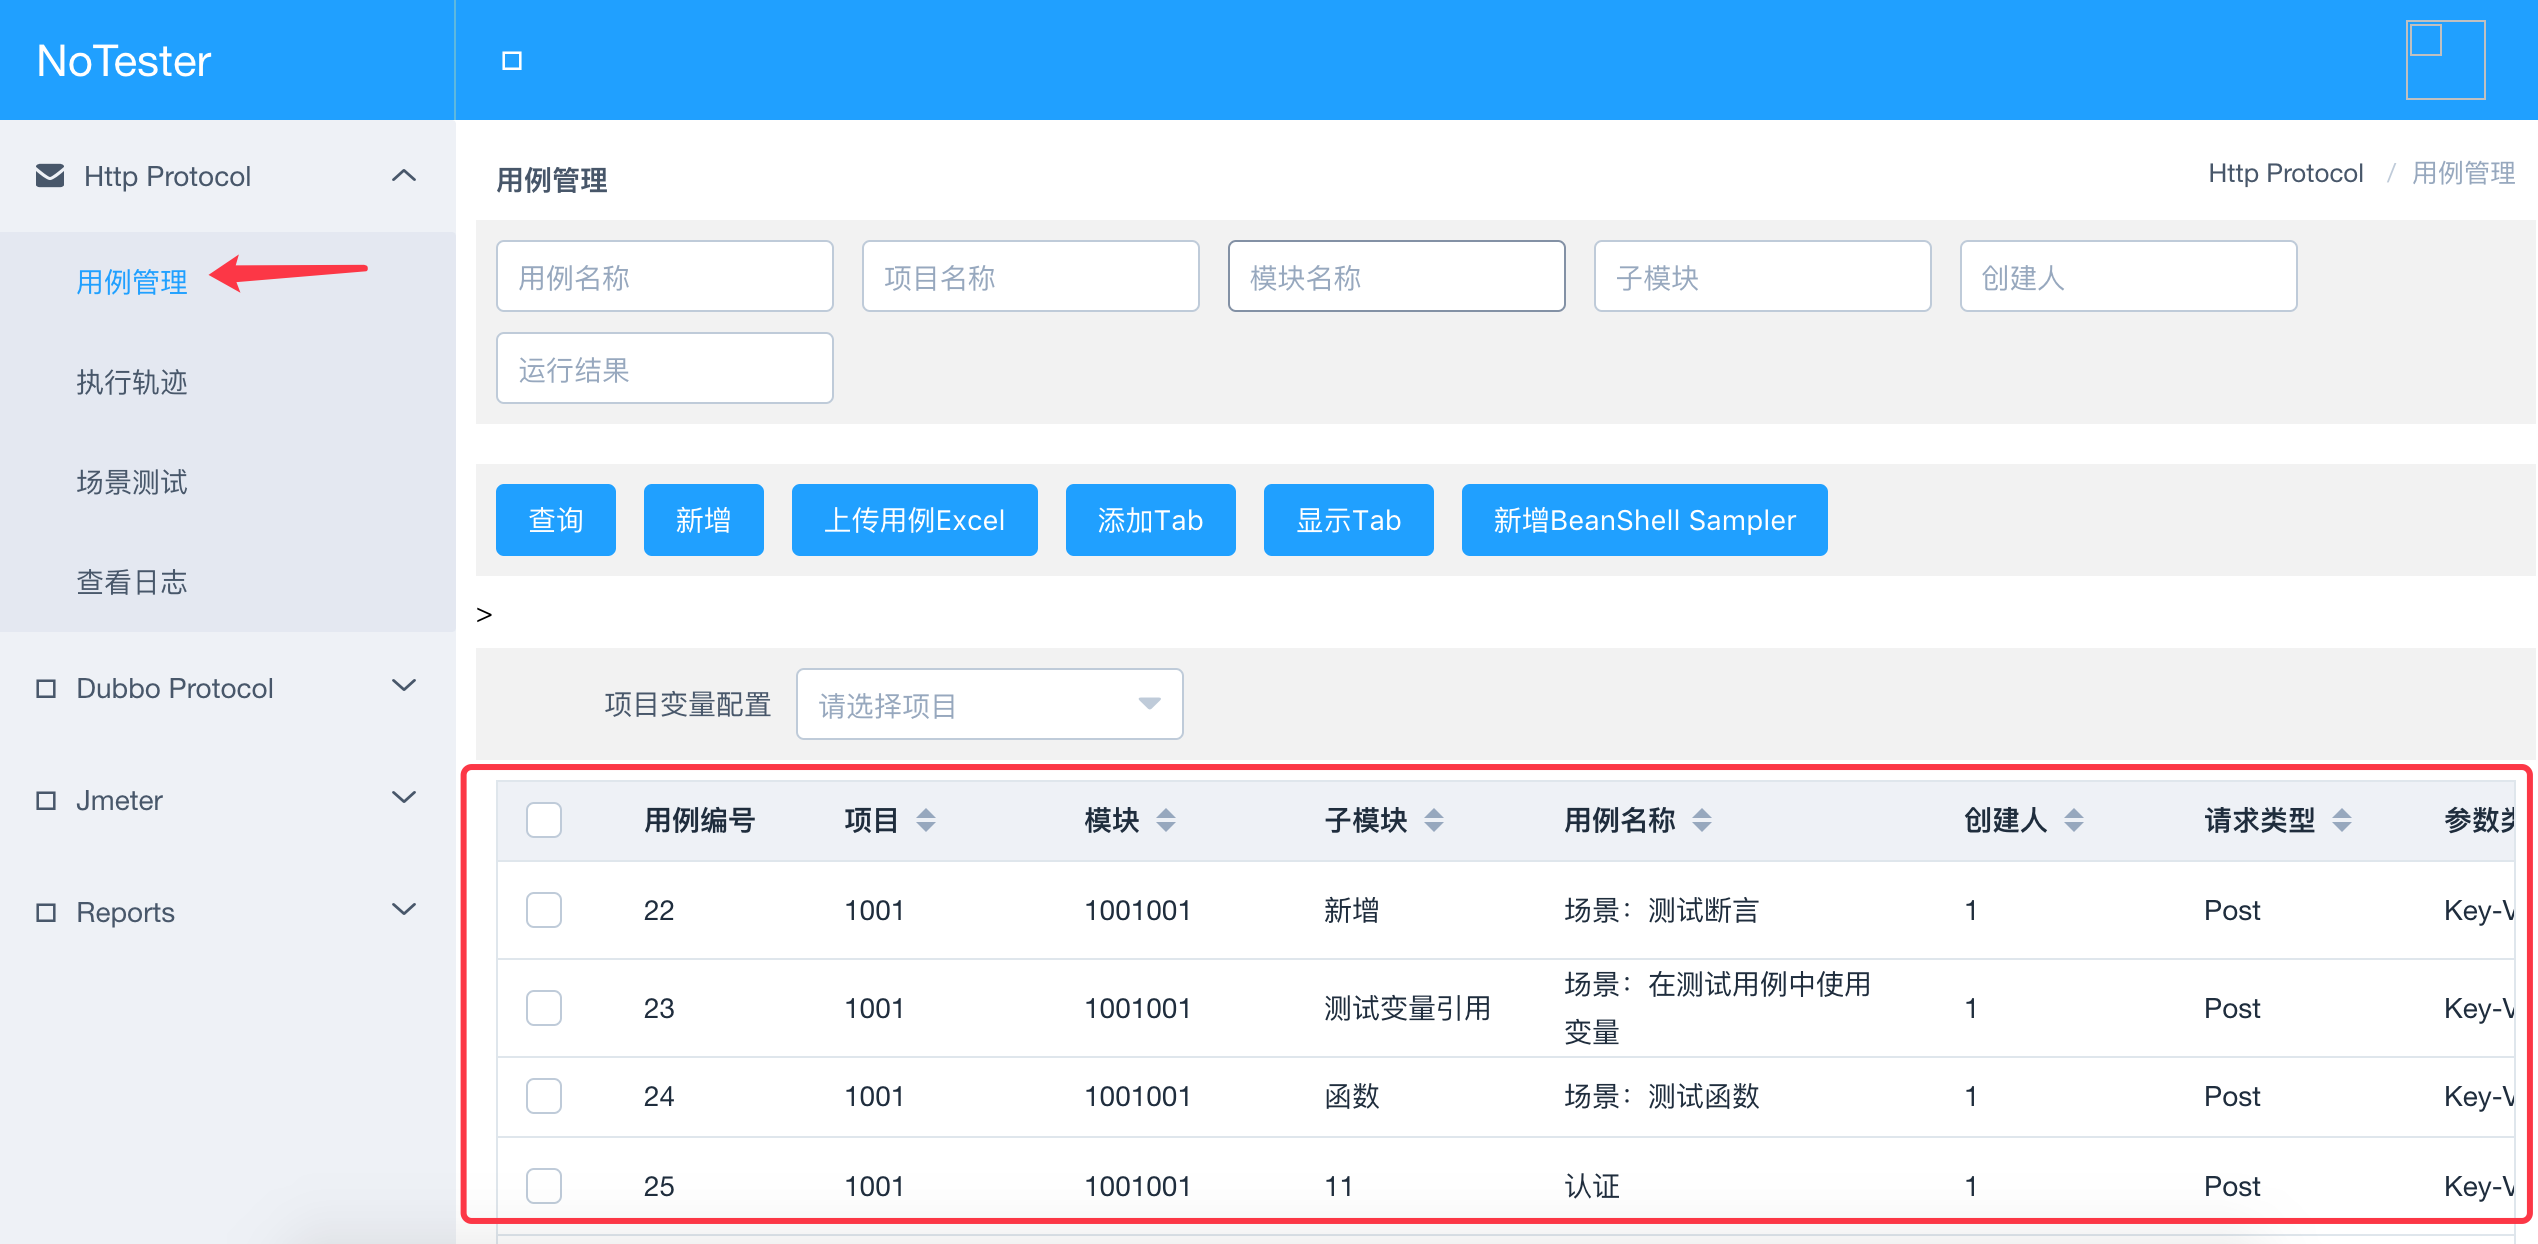 NoTester
Http Protocol
用例管理
执行轨迹
场景测试
查看日志
Dubbo Protocol
Jmeter
Reports
用例管理
Http Protocol / 用例管理
用例名称 项目名称 模块名称 子模块 创建人
运行结果
查询 新增 上传用例Excel 添加Tab 显示Tab 新增BeanShell Sampler
>
项目变量配置 请选择项目
用例编号 项目 模块 子模块 用例名称 创建人 请求类型 参数类
22 1001 1001001 新增 场景：测试断言 1 Post Key-V
23 1001 1001001 测试变量引用 场景：在测试用例中使用
变量 1 Post Key-V
24 1001 1001001 函数 场景：测试函数 1 Post Key-V
25 1001 1001001 11 认证 1 Post Key-V